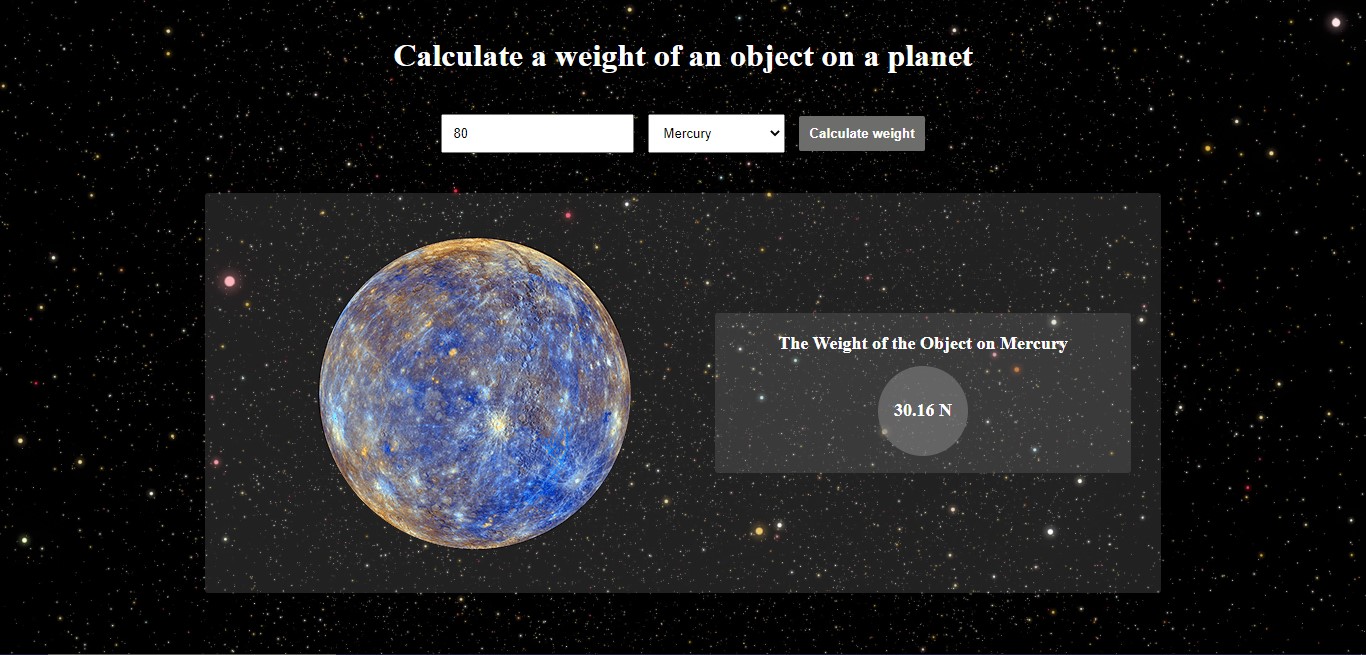 Calculate a weight of an object on a planet
80 Mercury Calculate weight
The Weight of the Object on Mercury
30.16 N